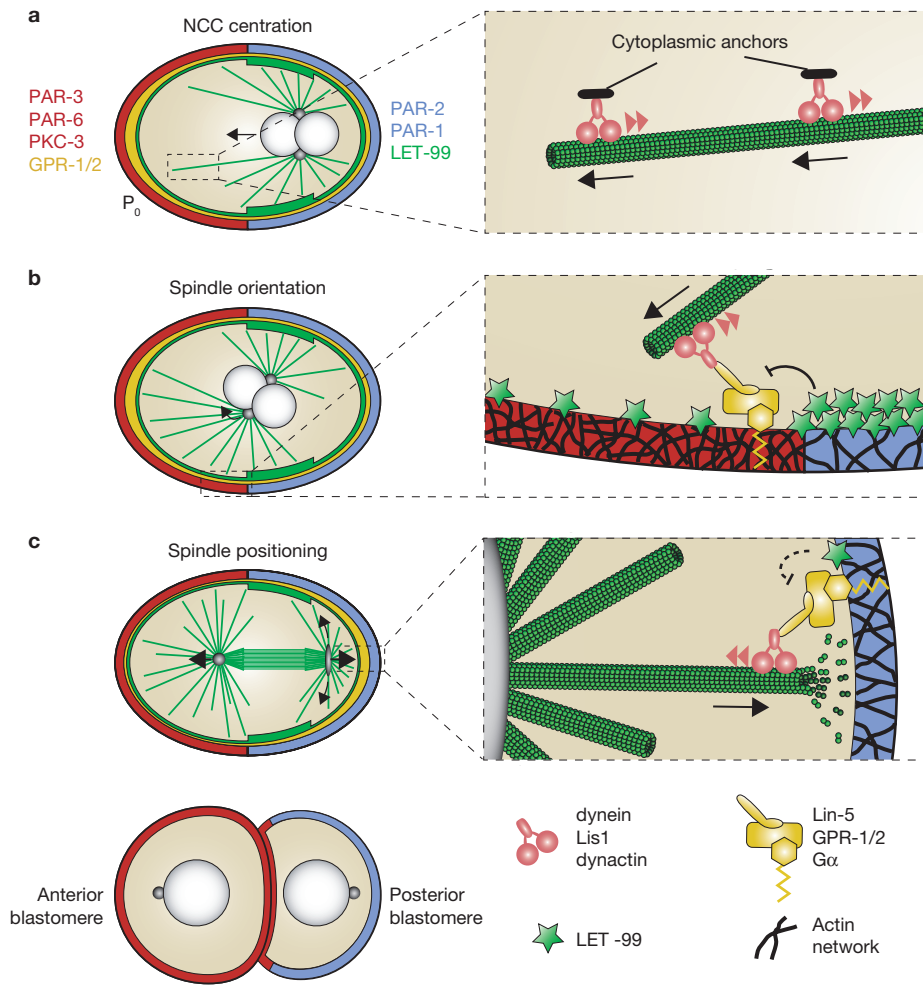 a
NCC centration
PAR-3
PAR-6
PKC-3
GPR-1/2
PAR-2
PAR-1
LET-99
P0
Cytoplasmic anchors
b
Spindle orientation
c
Spindle positioning
Anterior
blastomere
Posterior
blastomere
dynein
Lis1
dynactin
Lin-5
GPR-1/2
Gα
LET -99
Actin
network